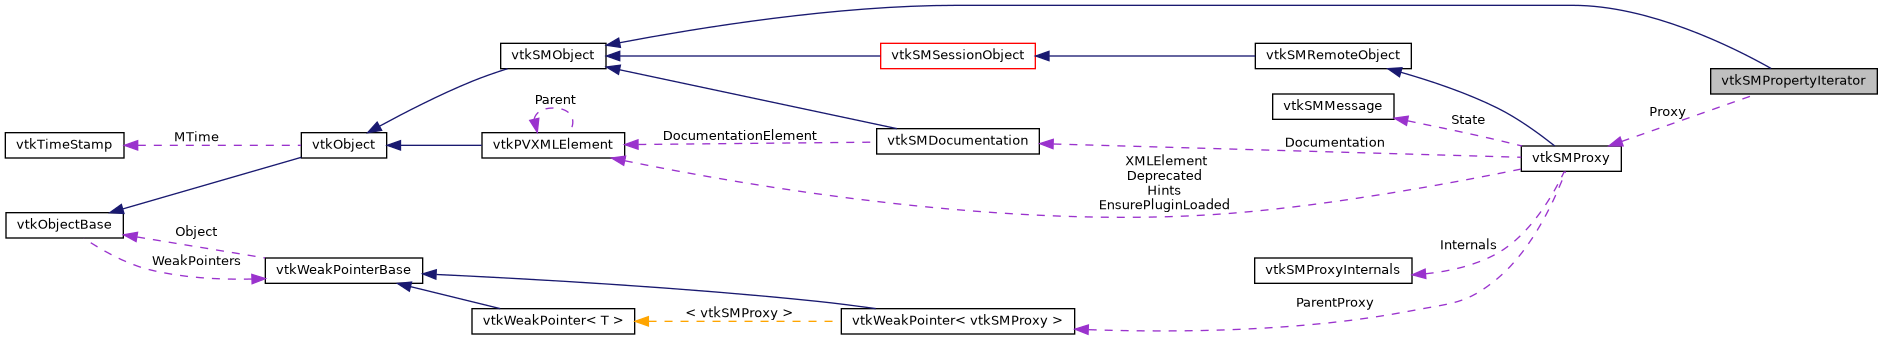 vtkSMObject
vtkSMSessionObject
vtkSMRemoteObject
vtkSMPropertyIterator
Parent
vtkSMMessage
Proxy
State
MTime
DocumentationElement
vtkTimeStamp
vtkObject
vtkPVXMLElement
vtkSMDocumentation
Documentation
vtkSMProxy
XMLElement
Deprecated
Hints
EnsurePluginLoaded
vtkObjectBase
Object
WeakPointers
Internals
vtkWeakPointerBase
vtkSMProxyInternals
ParentProxy
vtkWeakPointer< T >
< vtkSMProxy >
vtkWeakPointer< vtkSMProxy >